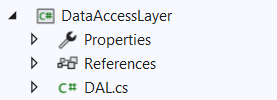 C# DataAccessLayer
Properties
References
C# DAL.cs